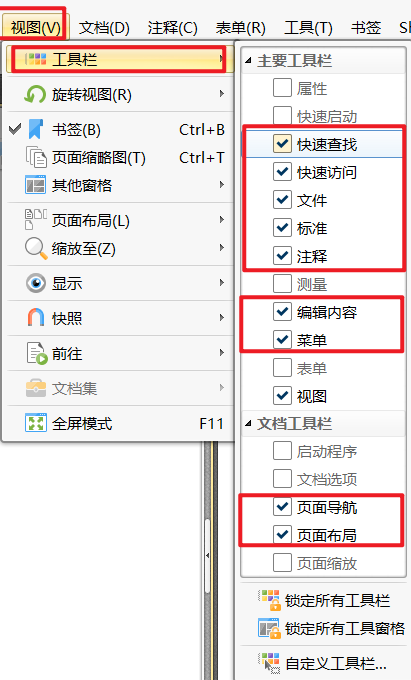 视图(V) 文档(D) 注释(C) 表单(R) 工具(T) 书签
工具栏
旋转视图(R)
书签(B) Ctrl+B
页面缩略图(T) Ctrl+T
其他窗格
页面布局(L)
缩放至(Z)
显示
快照
前往
文档集
全屏模式 F11
主要工具栏
属性
快速启动
快速查找
快速访问
文件
标准
注释
测量
编辑内容
菜单
表单
视图
文档工具栏
启动程序
文档选项
页面导航
页面布局
页面缩放
锁定所有工具栏
锁定所有工具窗格
自定义工具栏...